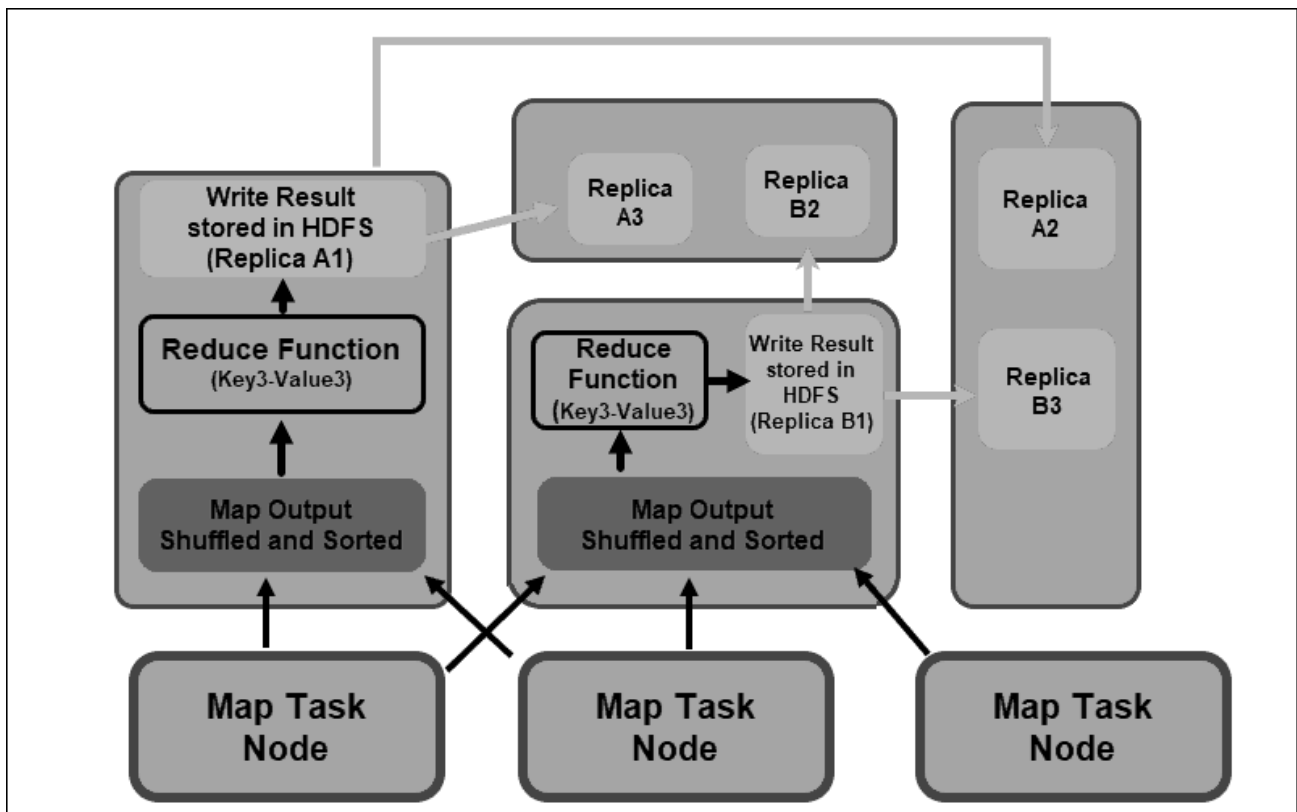 Write Result
stored in HDFS
(Replica A1)
Reduce Function
(Key3-Value3)
Map Output
Shuffled and Sorted
Replica
A3
Replica
B2
Reduce
Function
(Key3-Value3)
Write Result
stored in
HDFS
(Replica B1)
Map Output
Shuffled and Sorted
Replica
A2
Replica
B3
Map Task
Node
Map Task
Node
Map Task
Node